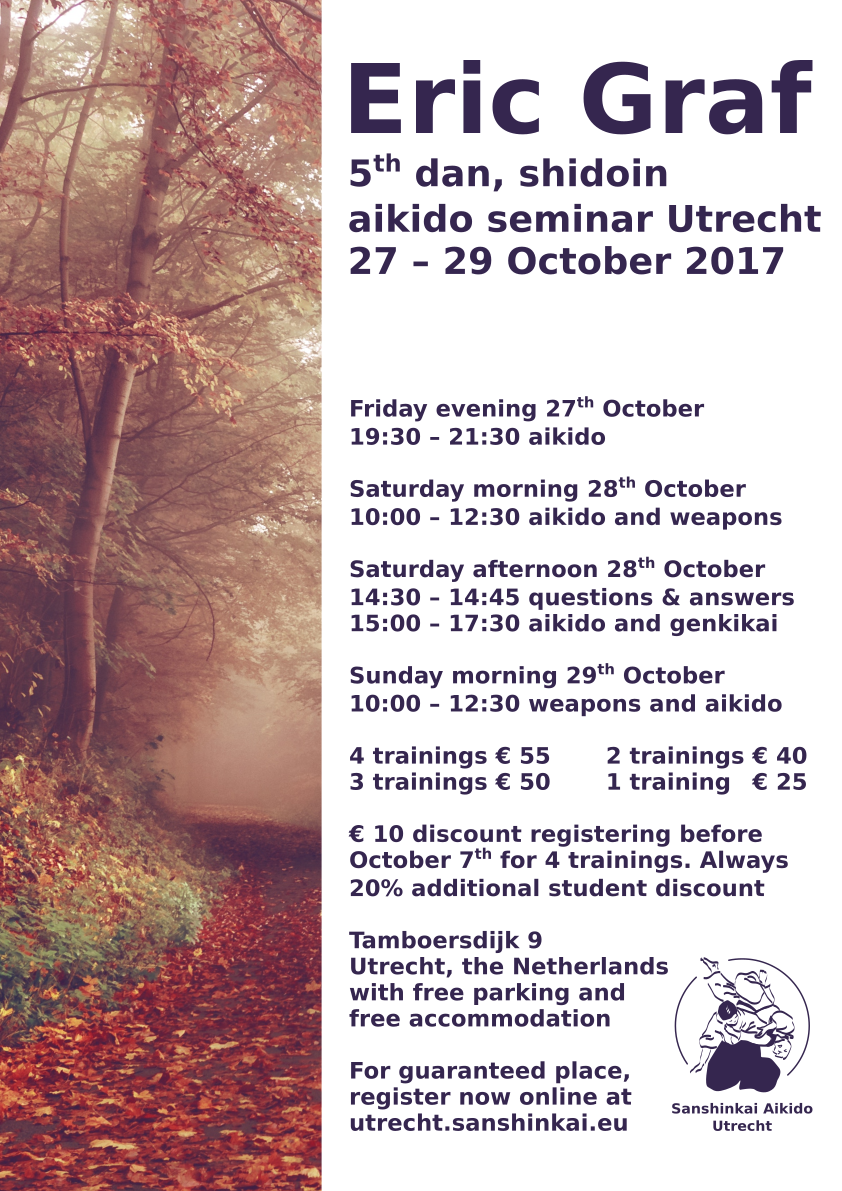 Eric Graf
5th dan, shidoin
aikido seminar Utrecht
27 – 29 October 2017
Friday evening 27th October
19:30 – 21:30 aikido
Saturday morning 28th October
10:00 – 12:30 aikido and weapons
Saturday afternoon 28th October
14:30 – 14:45 questions & answers
15:00 – 17:30 aikido and genkikai
Sunday morning 29th October
10:00 – 12:30 weapons and aikido
4 trainings € 55 2 trainings € 40
3 trainings € 50 1 training € 25
€ 10 discount registering before
October 7th for 4 trainings. Always
20% additional student discount
Tamboersdijk 9
Utrecht, the Netherlands
with free parking and
free accommodation
For guaranteed place,
register now online at
utrecht.sanshinkai.eu
Sanshinkai Aikido
Utrecht